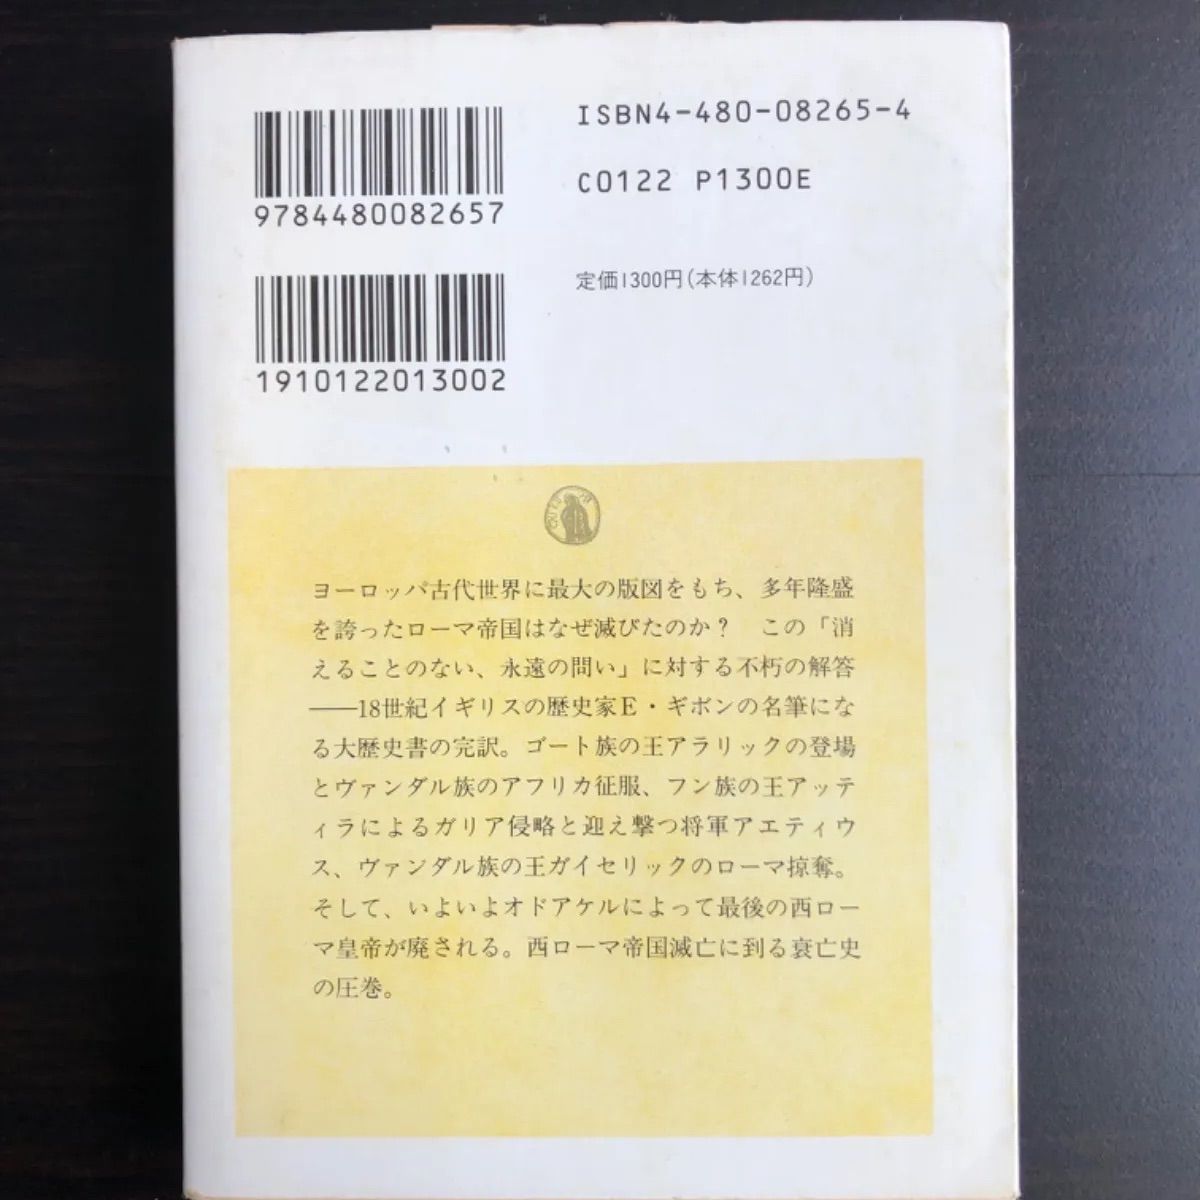 ISBN4-480-08265-4
9784480082657
C0122 P1300E
定価1300円(本体1262円)
1910122013002
ヨーロッパ古代世界に最大の版図をもち、多年隆盛
を誇ったローマ帝国はなぜ滅びたのか？　この「消
えることのない、永遠の問い」に対する不朽の解答
——18世紀イギリスの歴史家E・ギボンの名筆にな
る大歴史書の完訳。ゴート族の王アラリックの登場
とヴァンダル族のアフリカ征服、フン族の王アッテ
ィラによるガリア侵略と迎え撃つ将軍アエティウ
ス、ヴァンダル族の王ガイセリックのローマ掠奪。
そして、いよいよオドアケルによって最後の西ロー
マ皇帝が廃される。西ローマ帝国滅亡に到る衰亡史
の圧巻。